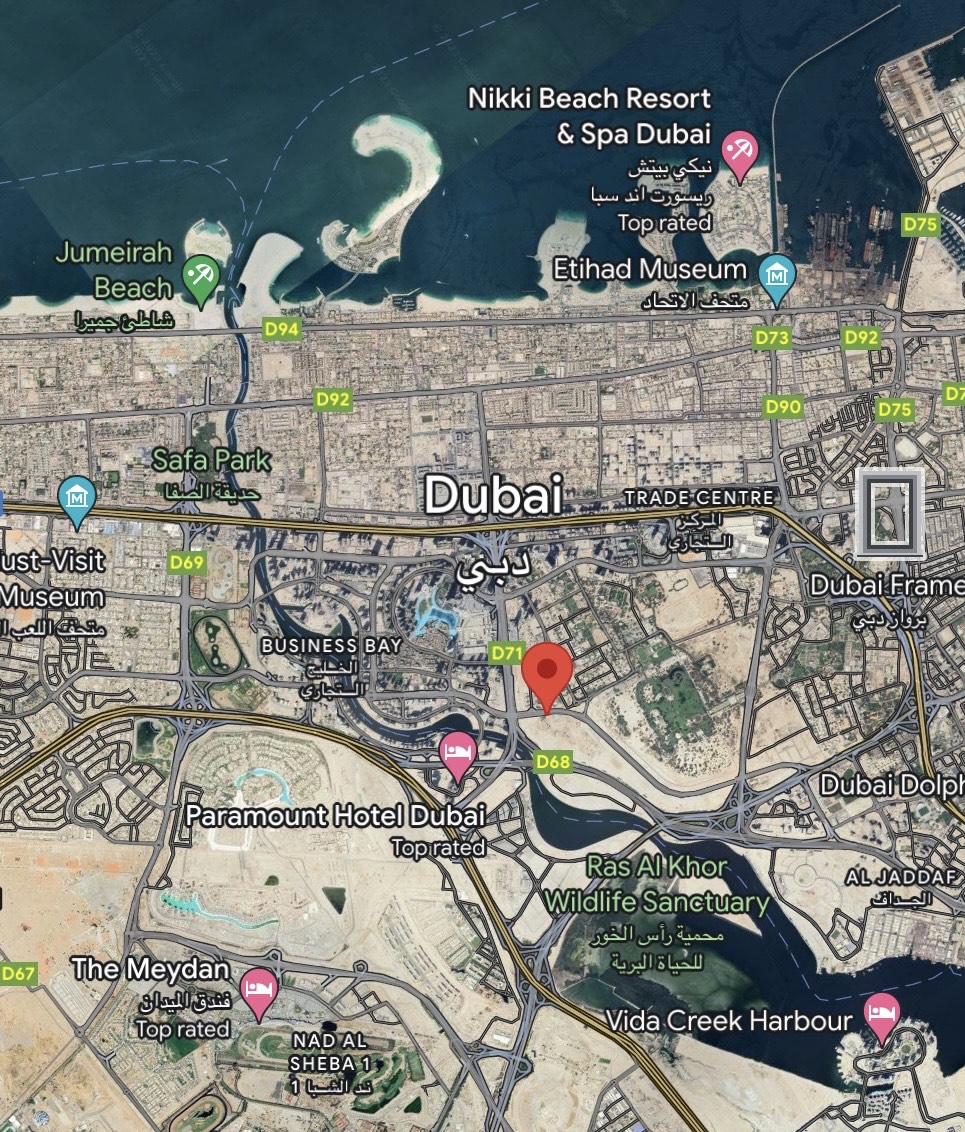 Nikki Beach Resort
& Spa Dubai
نيكي بيتش
ريسورت اند سبا
Top rated
D75
Jumeirah
Beach
شاطئ جميرا
Etihad Museum
متحف الاتحاد
D94
D73
D92
D92
D90
D75
D7
Safa Park
حديقة الصفا
Dubai
دبي
TRADE CENTRE
المركز
التجاري
ust-Visit
Museum
متحف اللعب ال
D69
Dubai Frame
برواز دبي
BUSINESS BAY
الخليج
التجاري
D71
D68
Paramount Hotel Dubai
Top rated
Dubai Dolph
Ras Al Khor
Wildlife Sanctuary
محمية رأس الخور
للحياة البرية
AL JADDAF
الجداف
D67
The Meydan
فندق الميدان
Top rated
Vida Creek Harbour
NAD AL
SHEBA 1
ند الشبا 1